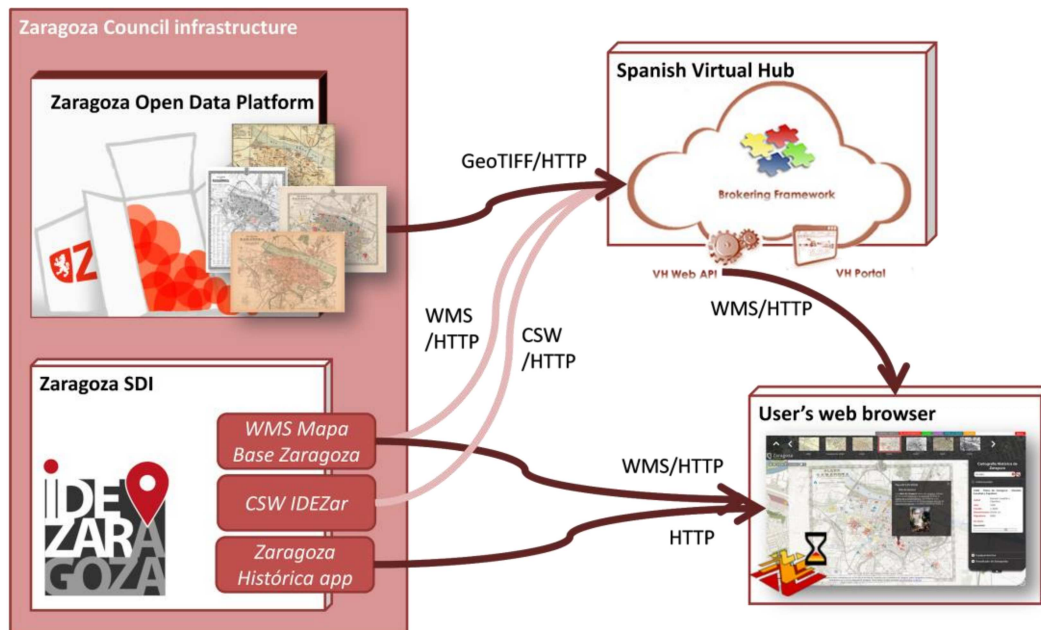 Zaragoza Council infrastructure
Zaragoza Open Data Platform
Z
Zaragoza SDI
iDE
ZARA
GOZA
WMS Mapa
Base Zaragoza
CSW IDEZar
Zaragoza
Histórica app
GeoTIFF/HTTP
WMS
/HTTP
CSW
/HTTP
Spanish Virtual Hub
Brokering Framework
VH Web API
VH Portal
WMS/HTTP
WMS/HTTP
HTTP
User's web browser